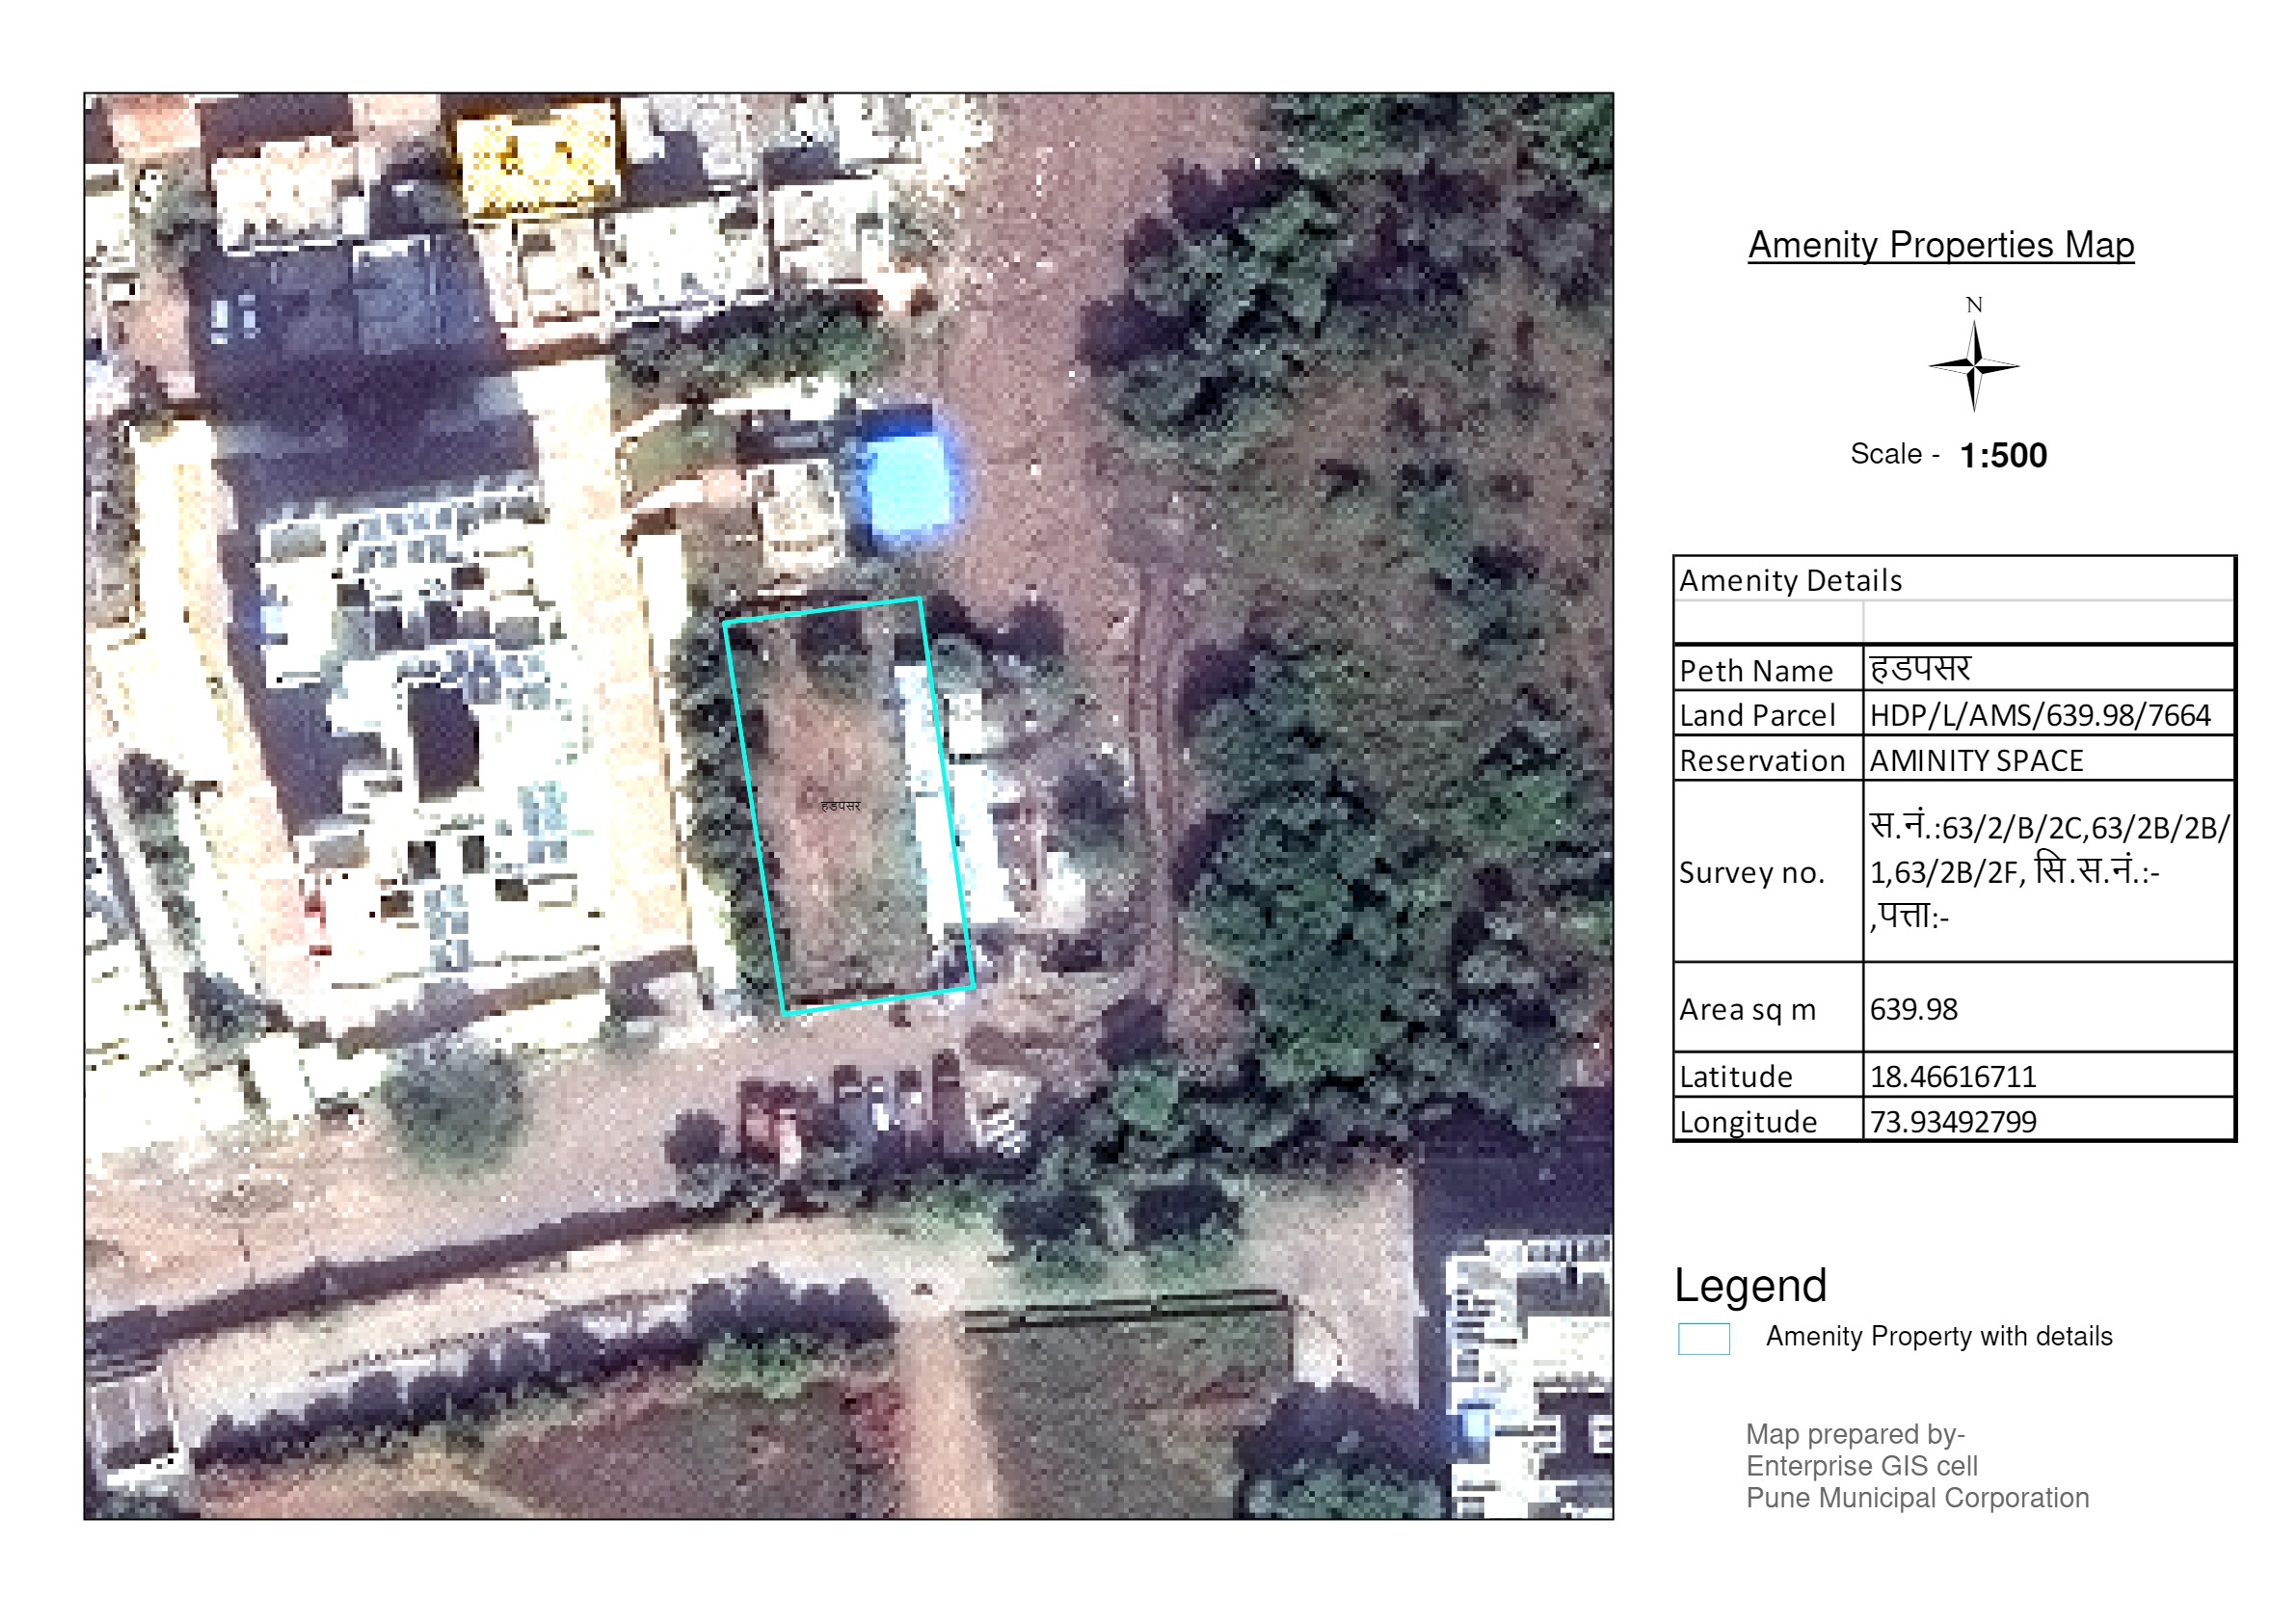 Amenity Properties Map
N
Scale - 1:500
Amenity Details
Peth Name हडपसर
Land Parcel HDP/L/AMS/639.98/7664
Reservation AMINITY SPACE
Survey no. स.नं.:63/2/B/2C,63/2B/2B/
1,63/2B/2F, सि.स.नं.:-
,पत्ता:-
Area sq m 639.98
Latitude 18.46616711
Longitude 73.93492799
हडपसर
Legend
Amenity Property with details
Map prepared by-
Enterprise GIS cell
Pune Municipal Corporation